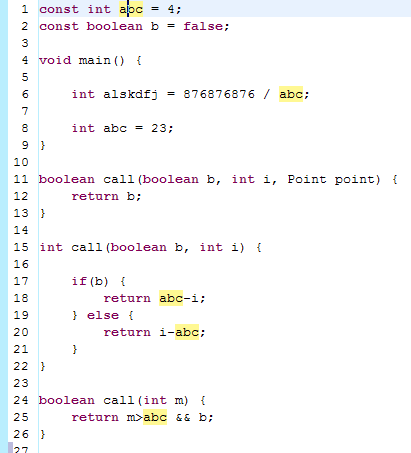 1 const int abc = 4;
2 const boolean b = false;
3
4 void main() {
5
6     int alskdfj = 876876876 / abc;
7
8     int abc = 23;
9 }
10
11 boolean call(boolean b, int i, Point point) {
12     return b;
13 }
14
15 int call(boolean b, int i) {
16
17     if(b) {
18         return abc-i;
19     } else {
20         return i-abc;
21     }
22 }
23
24 boolean call(int m) {
25     return m>abc && b;
26 }
27